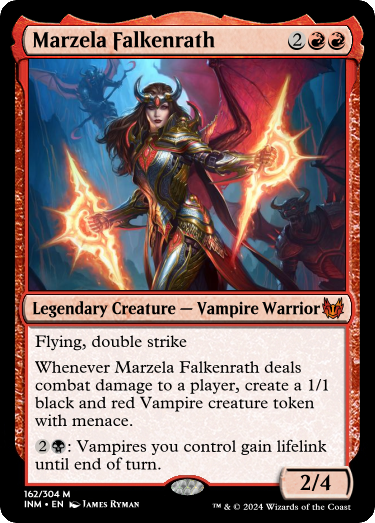 Marzela Falkenrath 2
Legendary Creature — Vampire Warrior
Flying, double strike
Whenever Marzela Falkenrath deals
combat damage to a player, create a 1/1
black and red Vampire creature token
with menace.
2 : Vampires you control gain lifelink
until end of turn.
2/4
162/304 M
INM • EN James Ryman
™ & © 2024 Wizards of the Coast